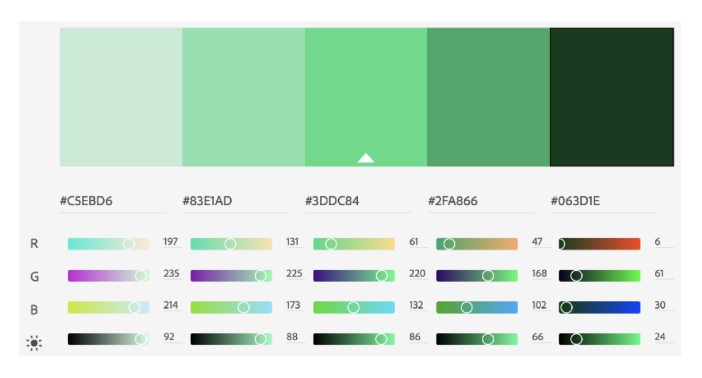 #C5EBD6 #83E1AD #3DDC84 #2FA866 #063D1E
R 197 131 61 47 6
G 235 225 220 168 61
B 214 173 132 102 30
92 88 86 66 24